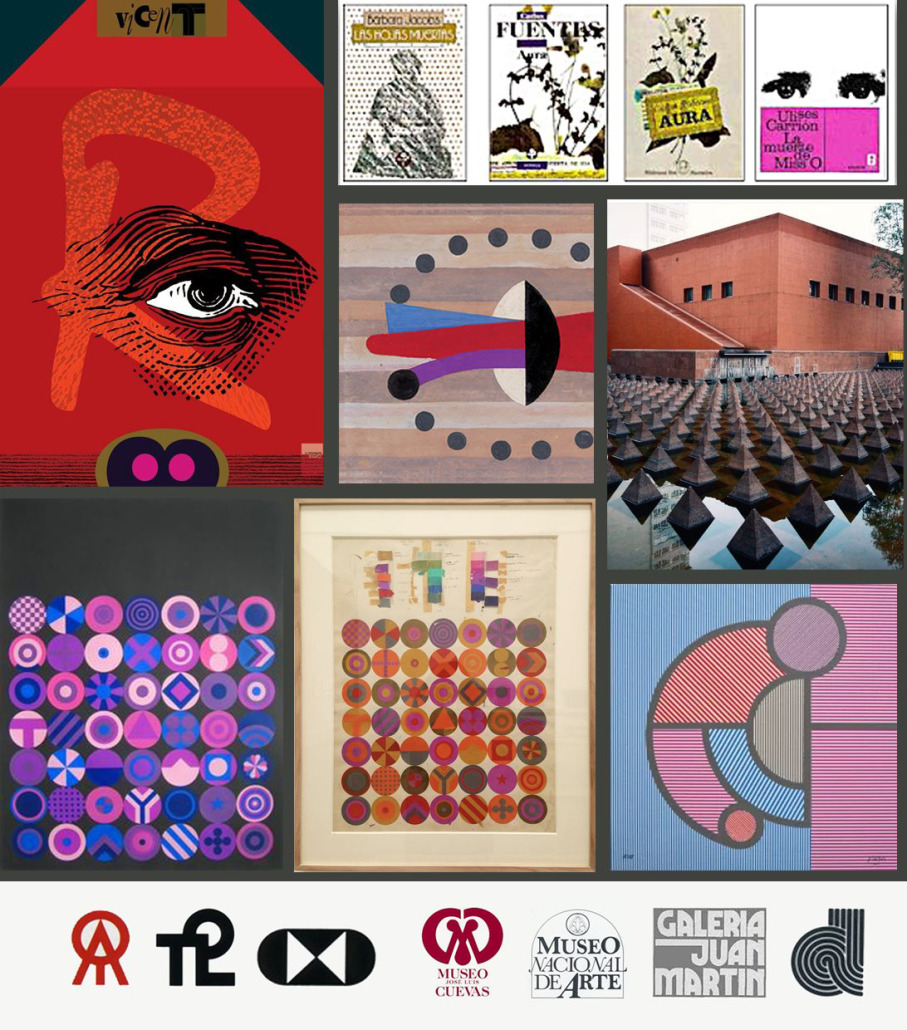 vicenT
Bárbara Jacobs
LAS HOJAS MUERTAS
Carlos
FUENTES
Aura
AURA
Ulises
Carrión
La
muerte
de
Miss O
MUSEO
JOSÉ LUIS
CUEVAS
MUSEO
NACIONAL
DE ARTE
GALERIA
JUAN
MARTIN